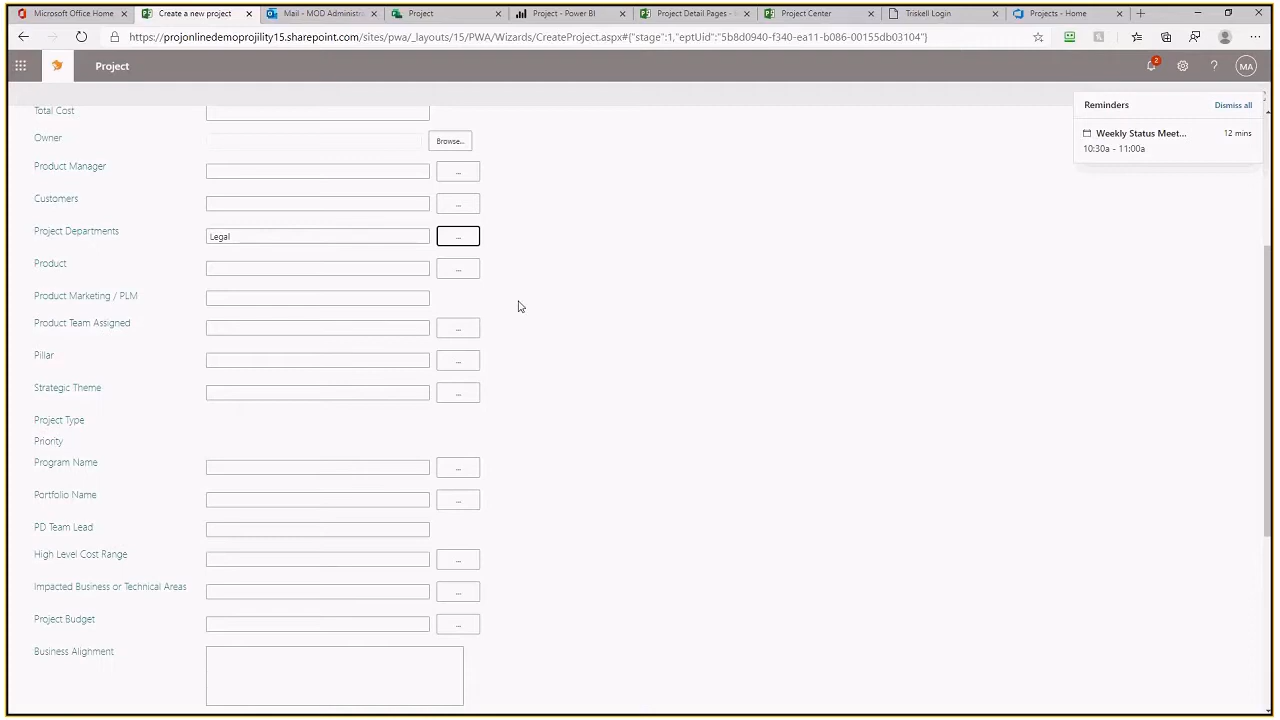 Microsoft Office Home
Create a new project
Mail - MOD Administr
Project
Project - Power BI
Project Detail Pages -
Project Center
Triskell Login
Projects - Home
https://projonlinedemoprojility15.sharepoint.com/sites/pwa/_layouts/15/PWA/Wizards/CreateProject.aspx#{"stage":1,"eptUid":"5b8d0940-f340-ea11-b086-00155db03104"}
Project
2
MA
Reminders
Dismiss all
Weekly Status Meet...
12 mins
10:30a - 11:00a
Total Cost
Owner
Browse...
Product Manager
...
Customers
...
Project Departments
Legal
...
Product
...
Product Marketing / PLM
Product Team Assigned
...
Pillar
...
Strategic Theme
...
Project Type
Priority
Program Name
...
Portfolio Name
...
PD Team Lead
High Level Cost Range
...
Impacted Business or Technical Areas
...
Project Budget
...
Business Alignment